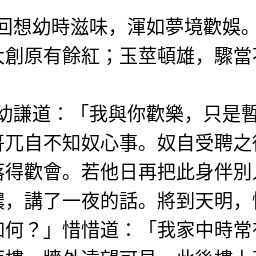 回想幼時滋味，渾如夢境歡娛。
創原有餘紅；玉莖頓雄，驟當
幼謙道：「我與你歡樂，只是暫
哥兀自不知奴心事。奴自受聘之
得歡會。若他日再把此身伴別
，講了一夜的話。將到天明，
何？」惜惜道：「我家中時常